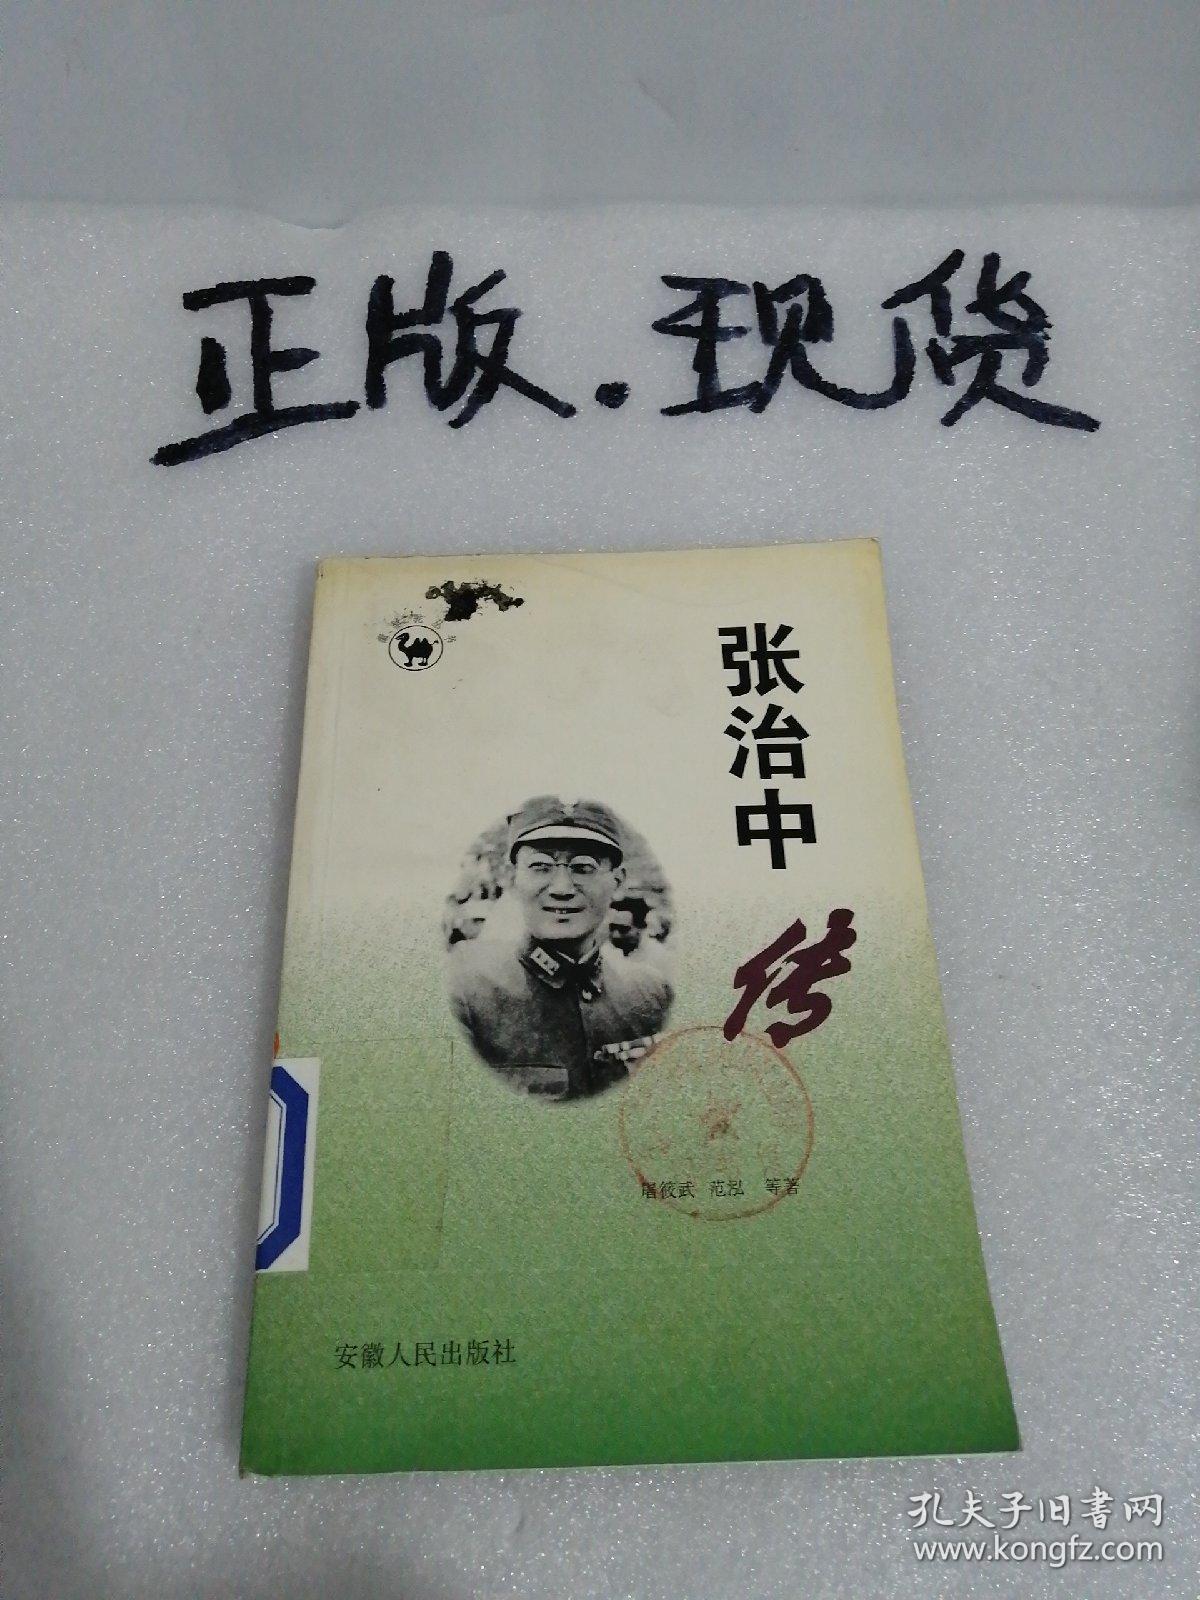 正版.现货
张治中
传
屠筱武 范泓 等著
安徽人民出版社
孔夫子旧书网
www.kongfz.com